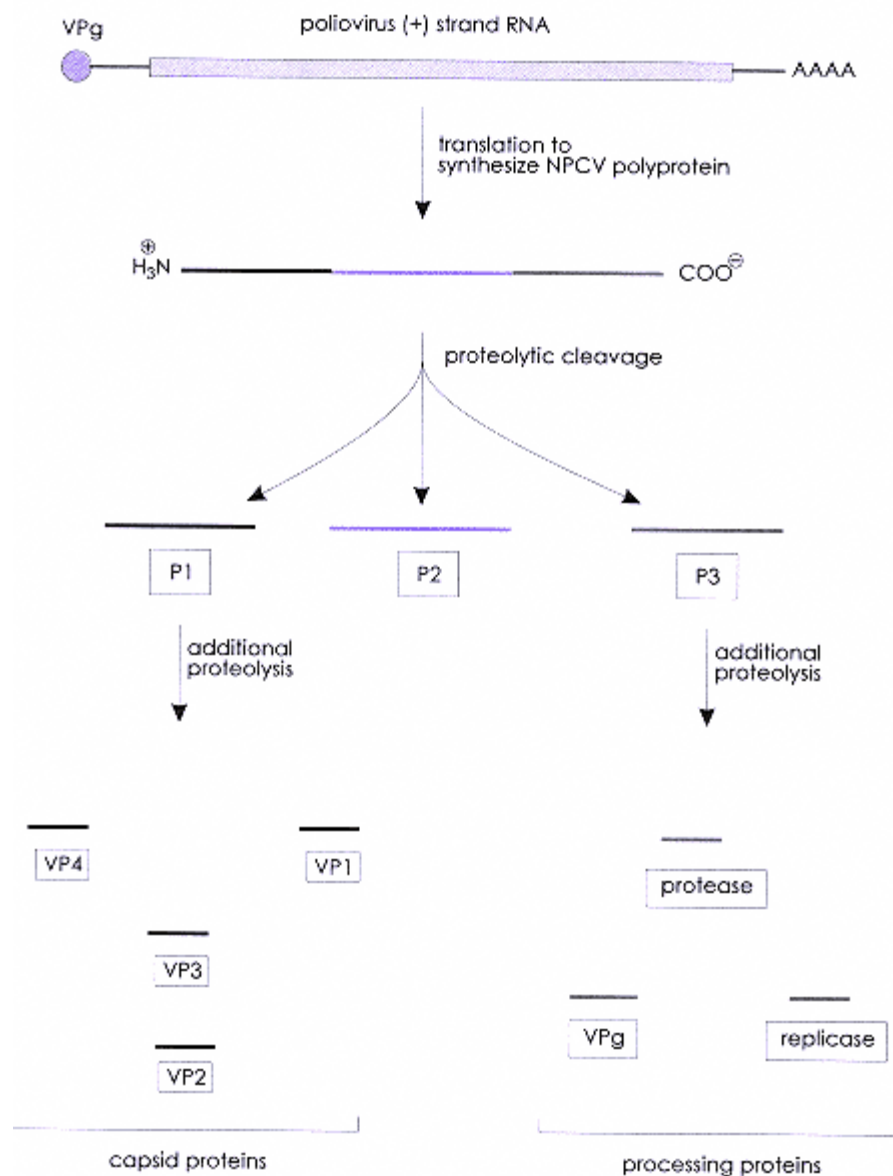 VPg
poliovirus (+) strand RNA
AAAA
translation to
synthesize NPCV polyprotein
H₃N⊕
COO⊖
proteolytic cleavage
P1
P2
P3
additional
proteolysis
additional
proteolysis
VP4
VP1
protease
VP3
VPg
replicase
VP2
capsid proteins
processing proteins